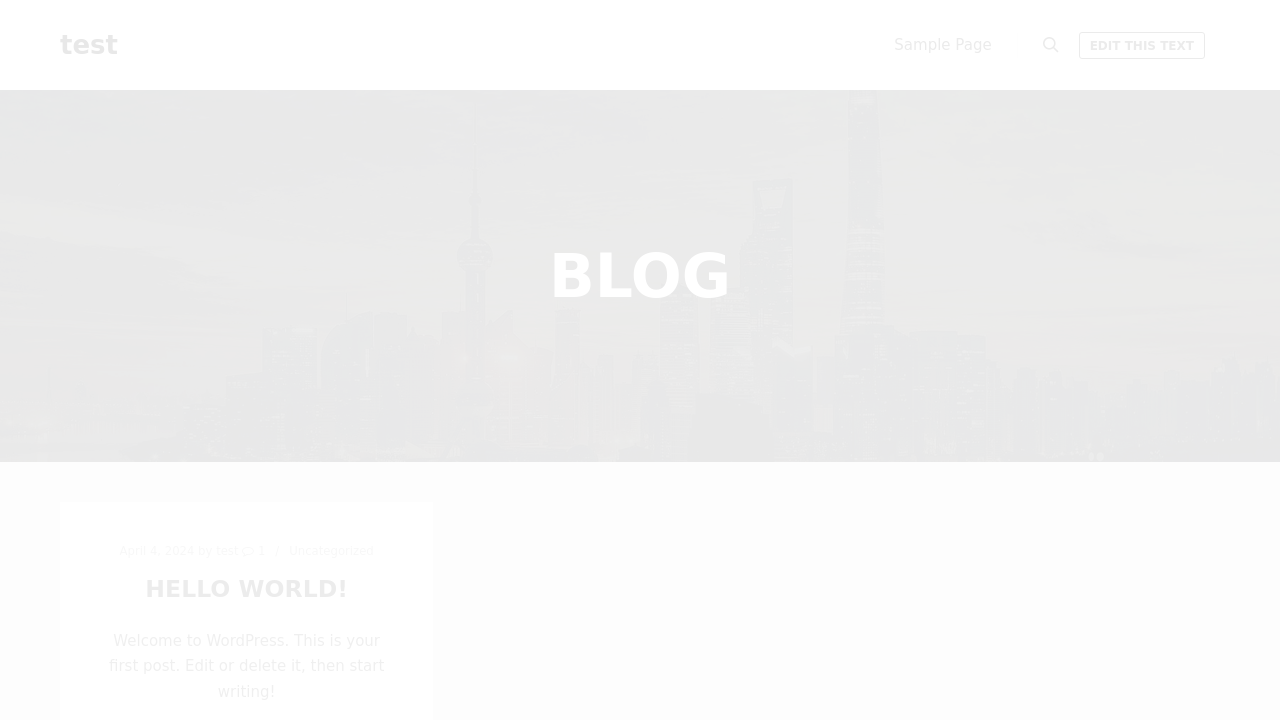 test
Sample Page
EDIT THIS TEXT
BLOG
April 4, 2024 by test 1 / Uncategorized
HELLO WORLD!
Welcome to WordPress. This is your
first post. Edit or delete it, then start
writing!